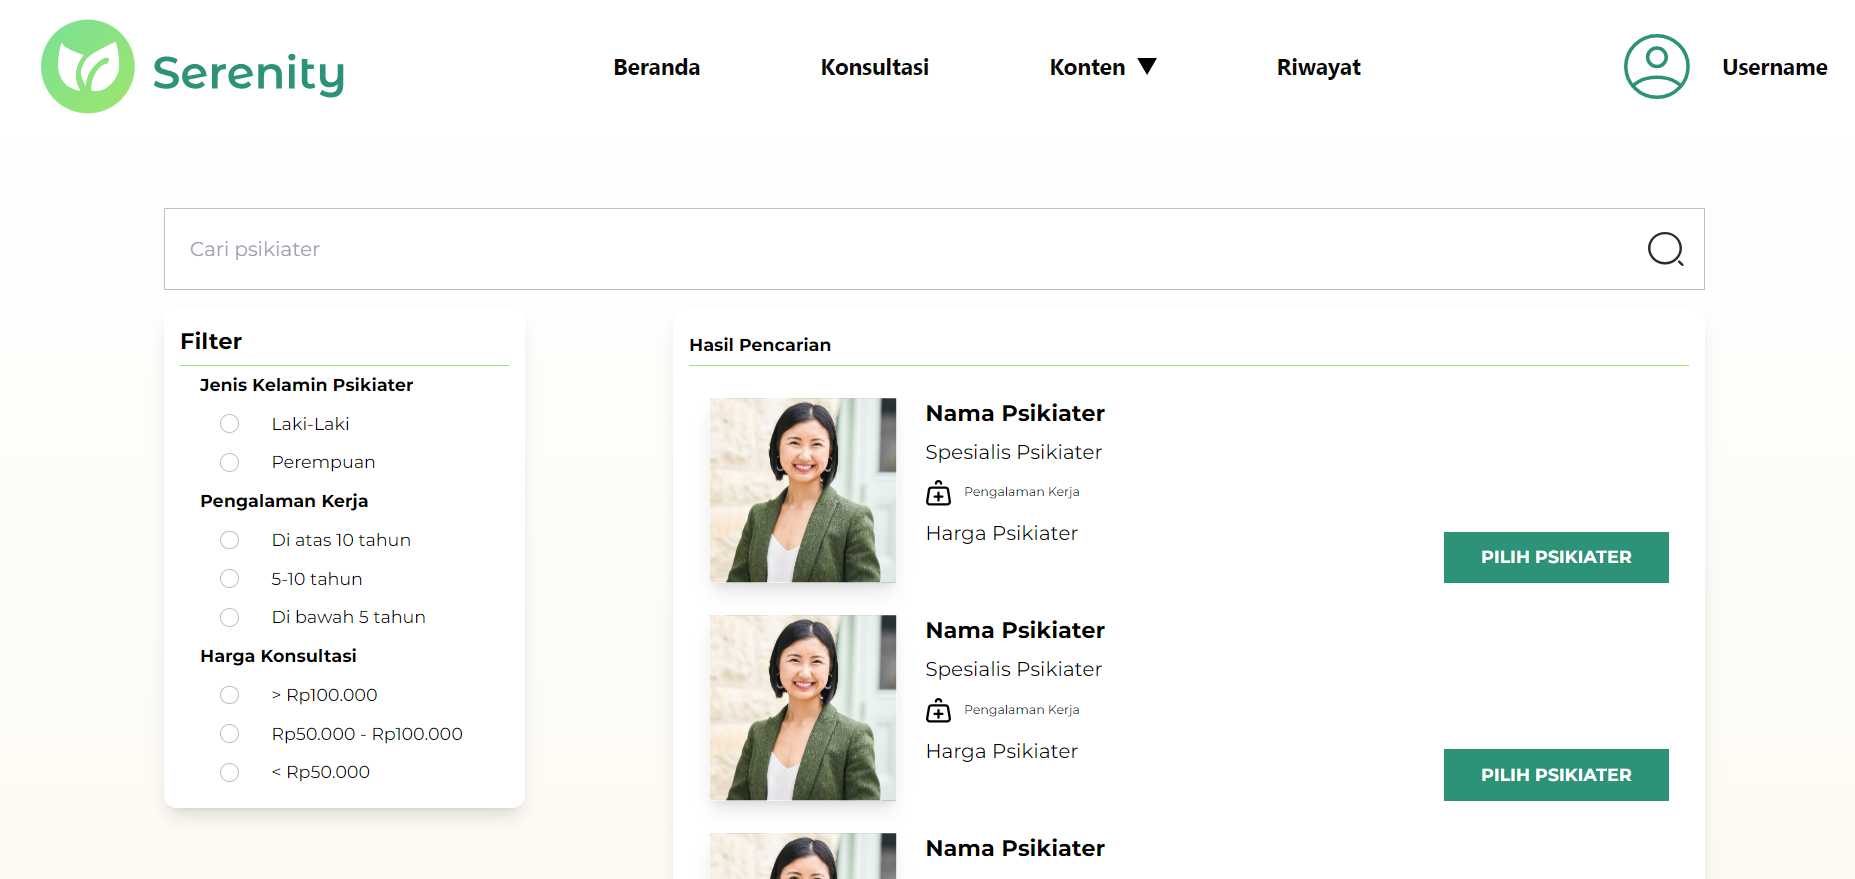 Serenity
Beranda
Konsultasi
Konten ▼
Riwayat
Username
Cari psikiater
Filter
Jenis Kelamin Psikiater
Laki-Laki
Perempuan
Pengalaman Kerja
Di atas 10 tahun
5-10 tahun
Di bawah 5 tahun
Harga Konsultasi
> Rp100.000
Rp50.000 - Rp100.000
< Rp50.000
Hasil Pencarian
Nama Psikiater
Spesialis Psikiater
Pengalaman Kerja
Harga Psikiater
PILIH PSIKIATER
Nama Psikiater
Spesialis Psikiater
Pengalaman Kerja
Harga Psikiater
PILIH PSIKIATER
Nama Psikiater